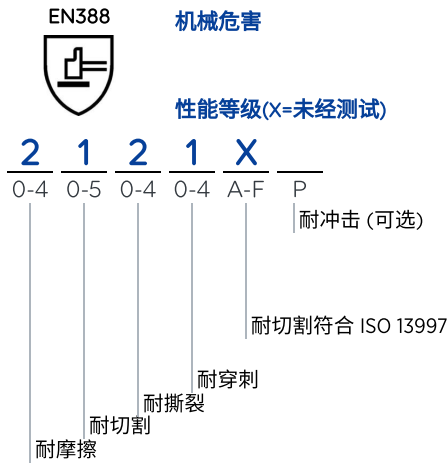 EN388
机械危害
性能等级(X=未经测试)
2 1 2 1 X
0-4 0-5 0-4 0-4 A-F P
耐冲击 (可选)
耐切割符合 ISO 13997
耐穿刺
耐撕裂
耐切割
耐摩擦